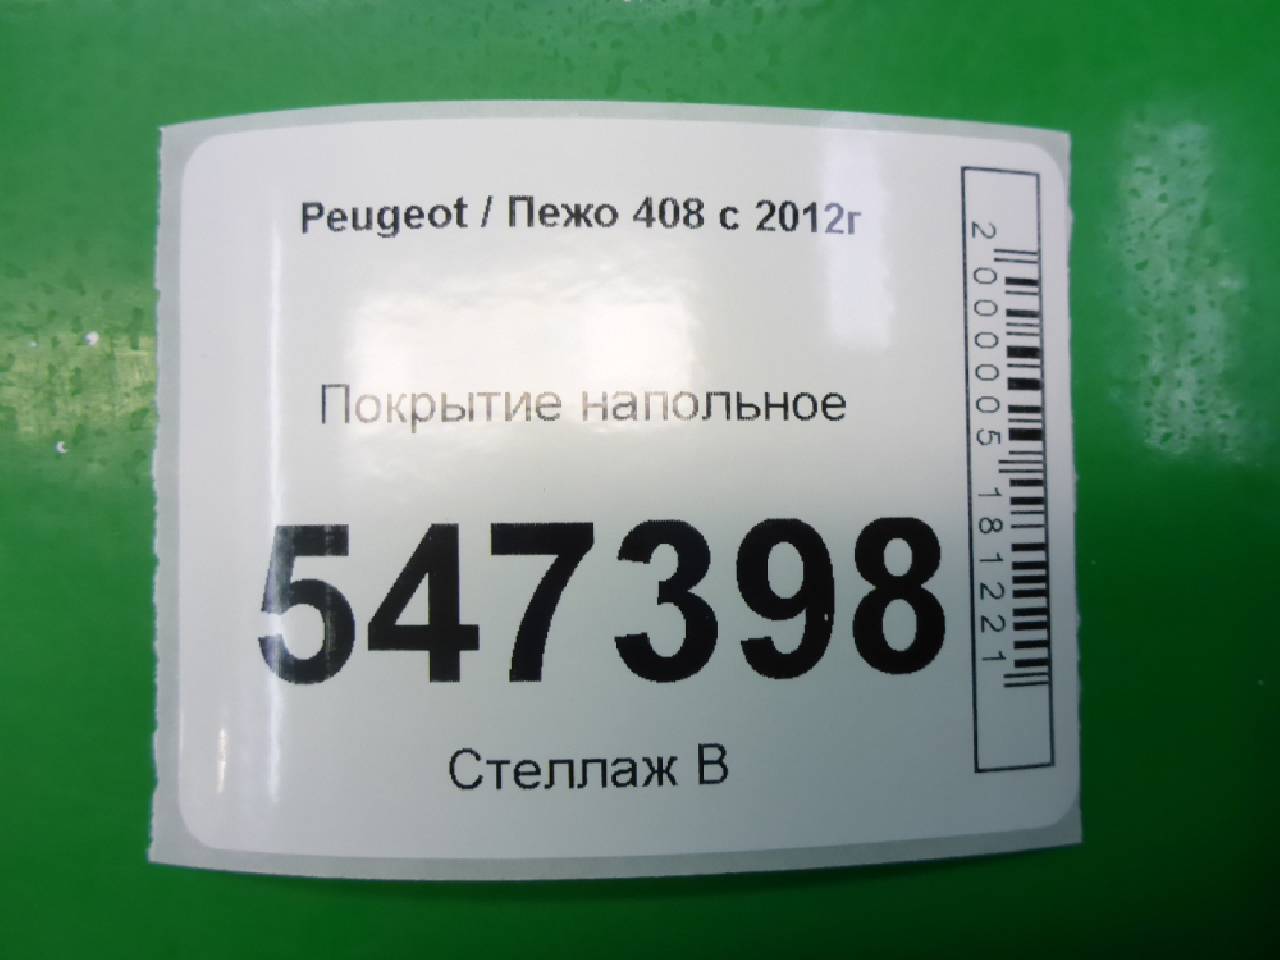 Peugeot / Пежо 408 с 2012г
Покрытие напольное
547398
Стеллаж В
2000005181221